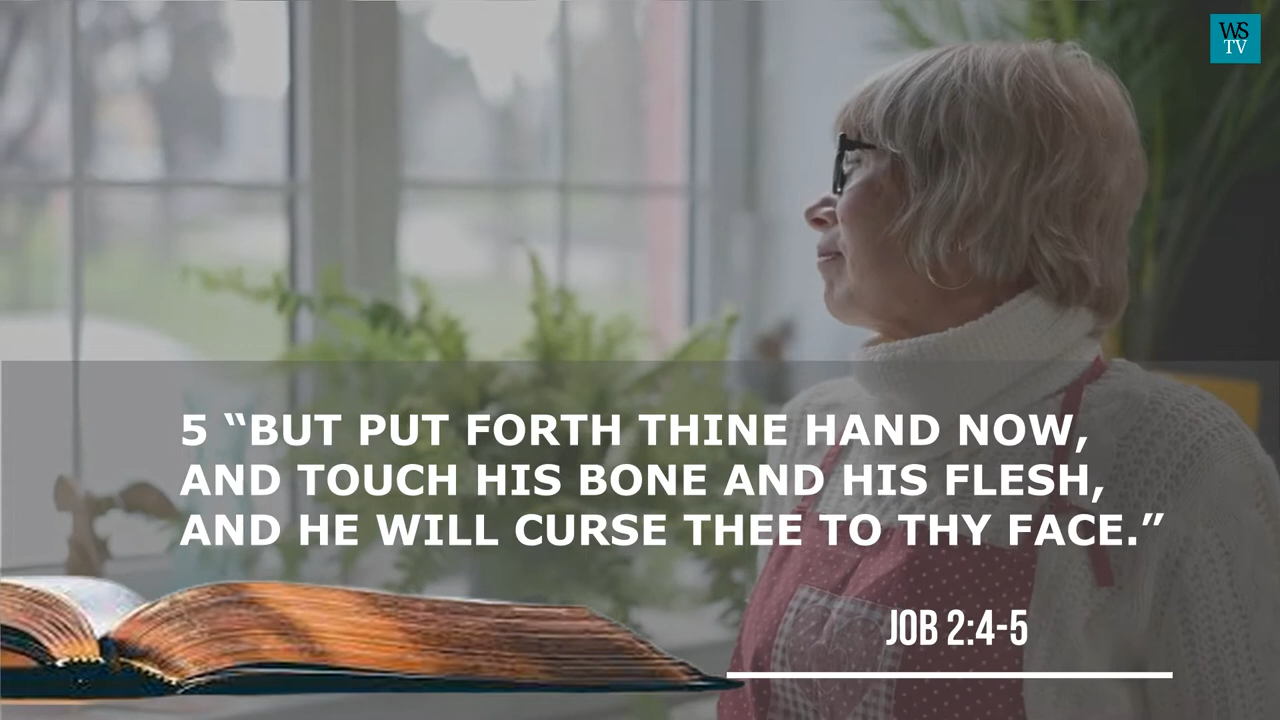 WS
TV
5 “BUT PUT FORTH THINE HAND NOW,
AND TOUCH HIS BONE AND HIS FLESH,
AND HE WILL CURSE THEE TO THY FACE.”
JOB 2:4-5